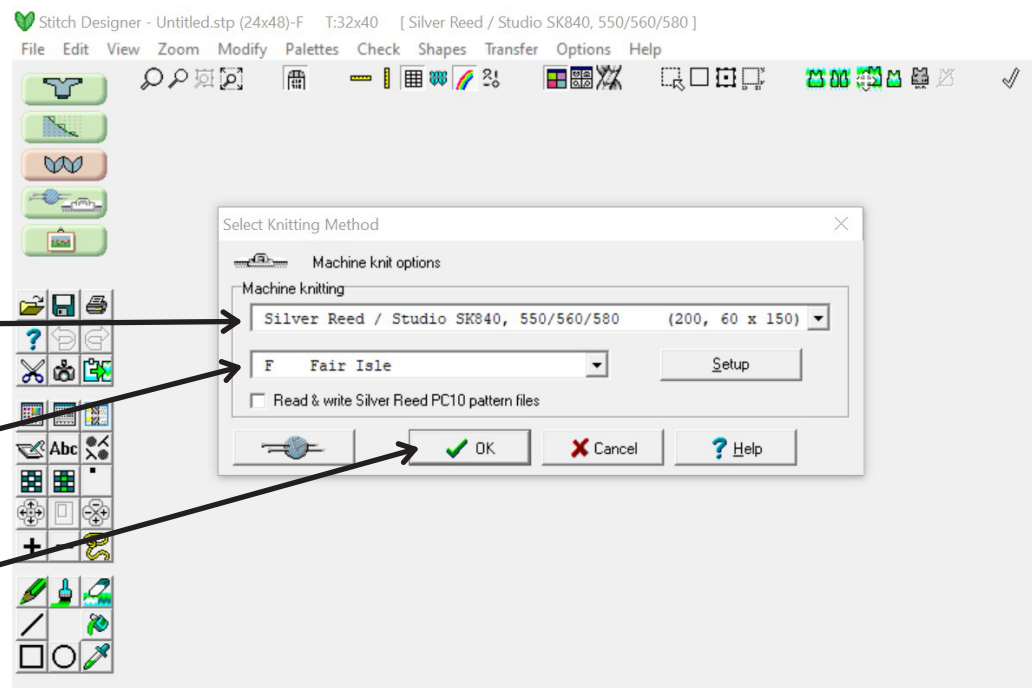 Stitch Designer - Untitled.stp (24x48)-F T:32x40 [ Silver Reed / Studio SK840, 550/560/580 ]
File Edit View Zoom Modify Palettes Check Shapes Transfer Options Help
Select Knitting Method
Machine knit options
Machine knitting
Silver Reed / Studio SK840, 550/560/580 (200, 60 x 150)
F Fair Isle
Setup
Read & write Silver Reed PC10 pattern files
OK
Cancel
? Help
?
Abc